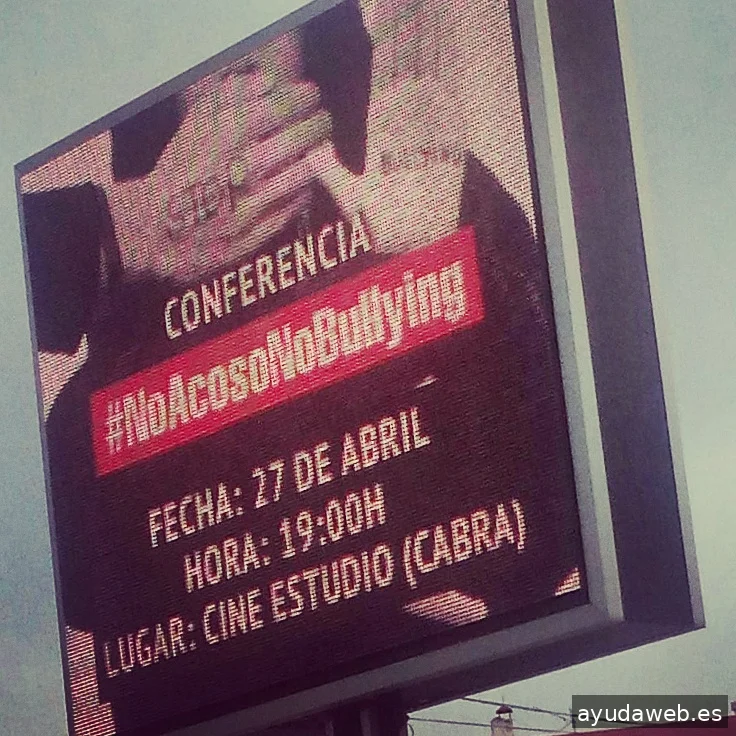 CONFERENCIA
#NoAcosoNoBullying
FECHA: 27 DE ABRIL
HORA: 19:00H
LUGAR: CINE ESTUDIO (CABRA)
ayudaweb.es